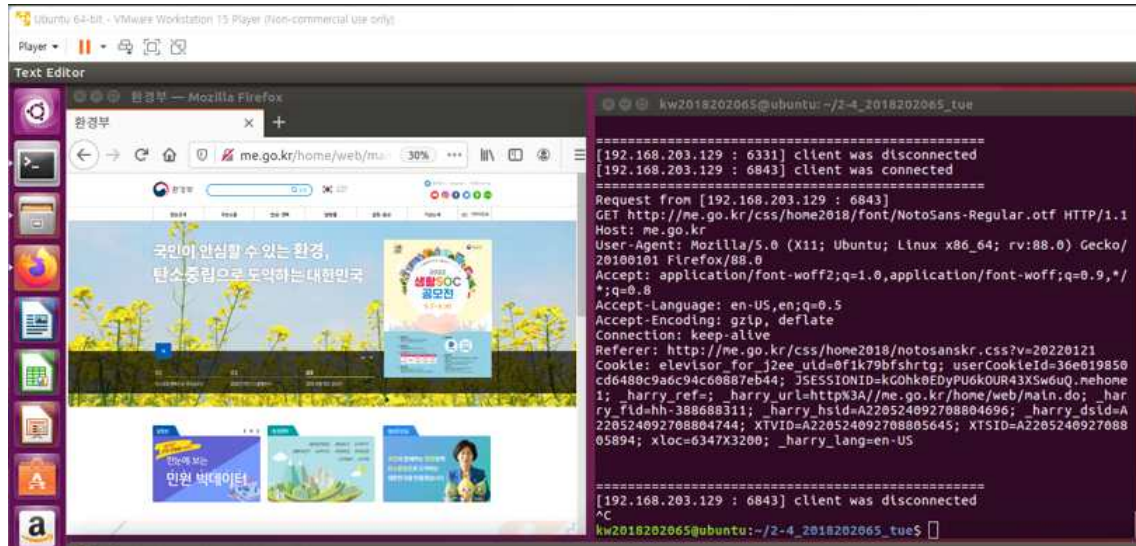 Ubuntu 64-bit - VMware Workstation 15 Player (Non-commercial use only)
Player
Text Editor
환경부 — Mozilla Firefox
환경부
me.go.kr/home/web/ma
30%
환경부
국민이 안심할 수 있는 환경,
탄소중립으로 도약하는 대한민국
2022
생활SOC
공모전
한눈에 보는
민원 빅데이터
kw2018202065@ubuntu: ~/2-4_2018202065_tue
==================================================
[192.168.203.129 : 6331] client was disconnected
[192.168.203.129 : 6843] client was connected
==================================================
Request from [192.168.203.129 : 6843]
GET http://me.go.kr/css/home2018/font/NotoSans-Regular.otf HTTP/1.1
Host: me.go.kr
User-Agent: Mozilla/5.0 (X11; Ubuntu; Linux x86_64; rv:88.0) Gecko/
20100101 Firefox/88.0
Accept: application/font-woff2;q=1.0,application/font-woff;q=0.9,*/
*;q=0.8
Accept-Language: en-US,en;q=0.5
Accept-Encoding: gzip, deflate
Connection: keep-alive
Referer: http://me.go.kr/css/home2018/notosanskr.css?v=20220121
Cookie: elevisor_for_j2ee_uid=0f1k79bfshrtg; userCookieId=36e019850
cd6480c9a6c94c60887eb44; JSESSIONID=kGOhk0EDyPU6kOUR43XSw6uQ.mehome
1; _harry_ref=; _harry_url=http%3A//me.go.kr/home/web/main.do; _har
ry_fid=hh-388688311; _harry_hsid=A220524092708804696; _harry_dsid=A
220524092708804744; XTVID=A220524092708805645; XTSID=A2205240927088
05894; xloc=6347X3200; _harry_lang=en-US
==================================================
[192.168.203.129 : 6843] client was disconnected
^C
kw2018202065@ubuntu:~/2-4_2018202065_tue$